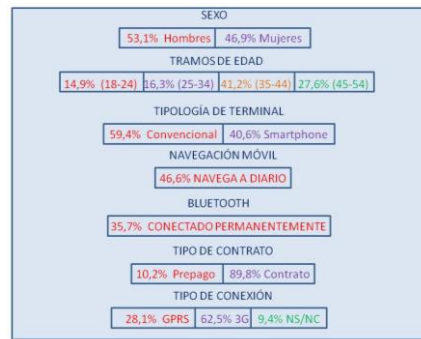 SEXO
53,1% Hombres 46,9% Mujeres
TRAMOS DE EDAD
14,9% (18-24) 16,3% (25-34) 41,2% (35-44) 27,6% (45-54)
TIPOLOGÍA DE TERMINAL
59,4% Convencional 40,6% Smartphone
NAVEGACIÓN MÓVIL
46,6% NAVEGA A DIARIO
BLUETOOTH
35,7% CONECTADO PERMANENTEMENTE
TIPO DE CONTRATO
10,2% Prepago 89,8% Contrato
TIPO DE CONEXIÓN
28,1% GPRS 62,5% 3G 9,4% NS/NC